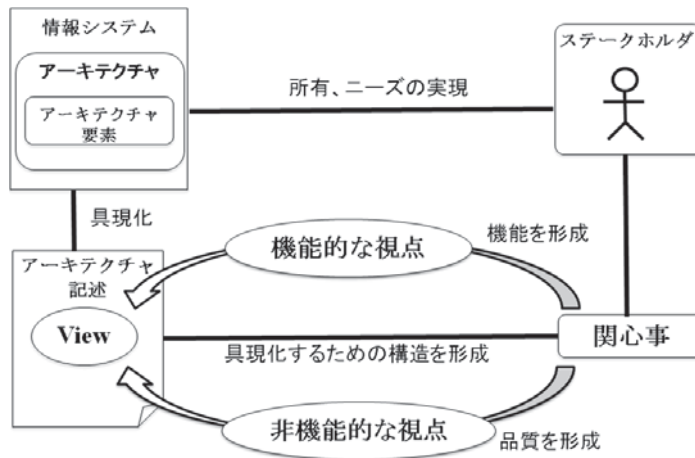 情報システム
アーキテクチャ
アーキテクチャ
要素
ステークホルダ
所有、ニーズの実現
具現化
アーキテクチャ
記述
View
機能的な視点
機能を形成
関心事
具現化するための構造を形成
非機能的な視点
品質を形成